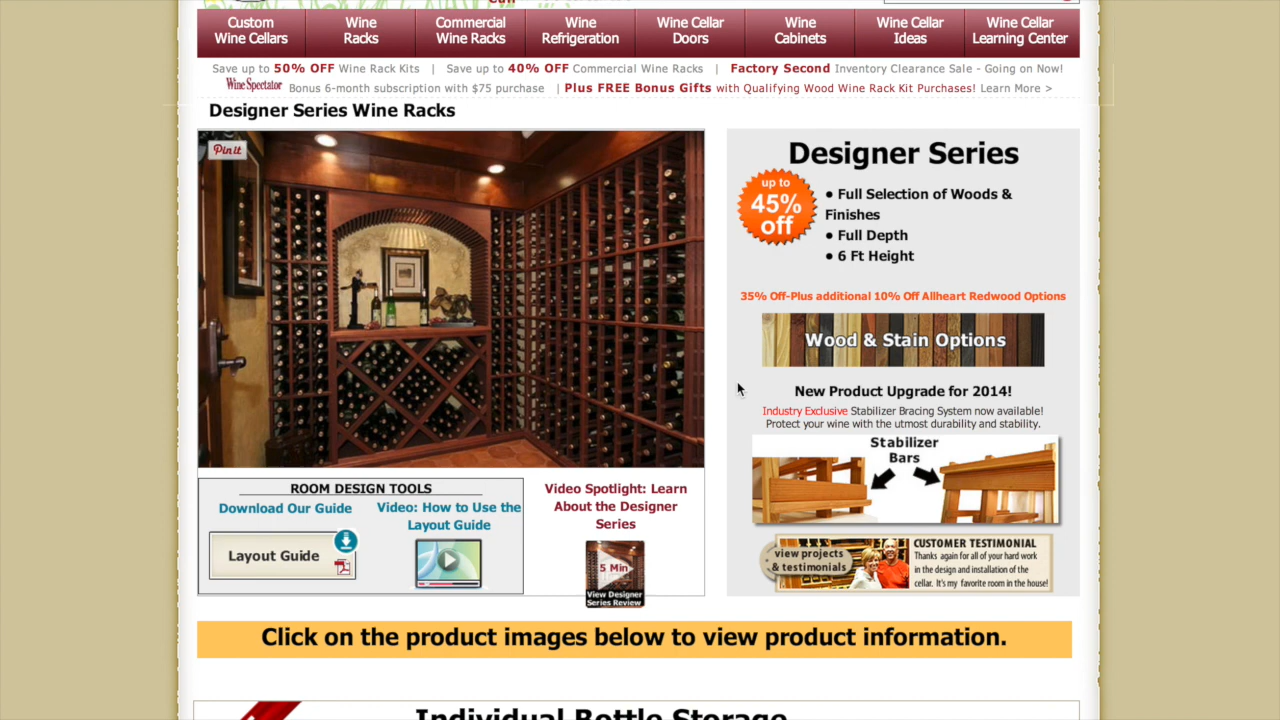 Custom
Wine Cellars
Wine
Racks
Commercial
Wine Racks
Wine
Refrigeration
Wine Cellar
Doors
Wine
Cabinets
Wine Cellar
Ideas
Wine Cellar
Learning Center
Save up to 50% OFF Wine Rack Kits | Save up to 40% OFF Commercial Wine Racks | Factory Second Inventory Clearance Sale - Going on Now!
Wine Spectator Bonus 6-month subscription with $75 purchase | Plus FREE Bonus Gifts with Qualifying Wood Wine Rack Kit Purchases! Learn More >
Designer Series Wine Racks
Pin it
Designer Series
up to
45%
off
● Full Selection of Woods &
Finishes
● Full Depth
● 6 Ft Height
35% Off-Plus additional 10% Off Allheart Redwood Options
Wood & Stain Options
New Product Upgrade for 2014!
Industry Exclusive Stabilizer Bracing System now available!
Protect your wine with the utmost durability and stability.
Stabilizer
Bars
view projects
& testimonials
CUSTOMER TESTIMONIAL
Thanks again for all of your hard work
in the design and installation of the
cellar. It's my favorite room in the house!
ROOM DESIGN TOOLS
Download Our Guide
Layout Guide
Video: How to Use the
Layout Guide
Video Spotlight: Learn
About the Designer
Series
5 Min
View Designer
Series Review
Click on the product images below to view product information.
Individual Bottle Storage